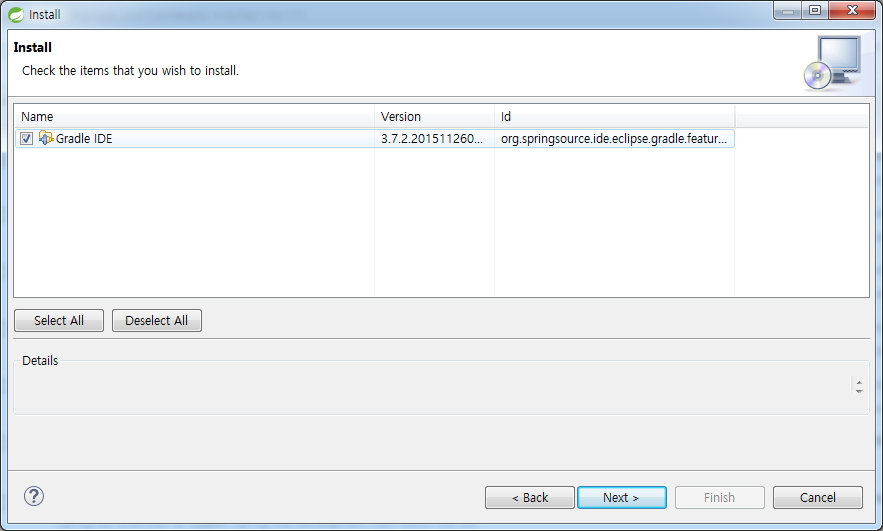 Install
Install
Check the items that you wish to install.
Name Version Id
Gradle IDE 3.7.2.201511260... org.springsource.ide.eclipse.gradle.featur...
Select All Deselect All
Details
? < Back Next > Finish Cancel